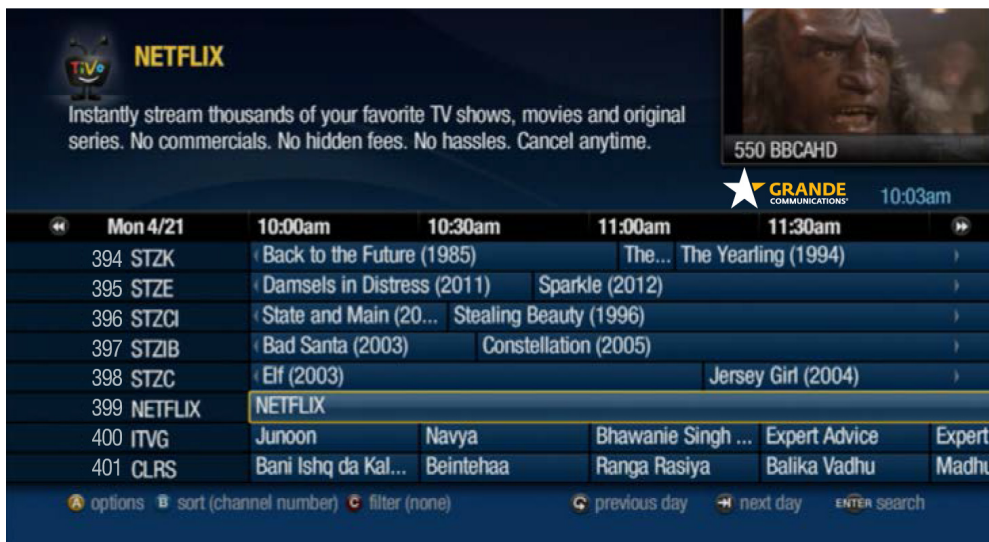 TiVo
NETFLIX
Instantly stream thousands of your favorite TV shows, movies and original
series. No commercials. No hidden fees. No hassles. Cancel anytime.
550 BBCAHD
GRANDE
COMMUNICATIONS
10:03am
Mon 4/21 10:00am 10:30am 11:00am 11:30am
394 STZK Back to the Future (1985) The... The Yearling (1994)
395 STZE Damsels in Distress (2011) Sparkle (2012)
396 STZCI State and Main (20... Stealing Beauty (1996)
397 STZIB Bad Santa (2003) Constellation (2005)
398 STZC Elf (2003) Jersey Girl (2004)
399 NETFLIX NETFLIX
400 ITVG Junoon Navya Bhawanie Singh ... Expert Advice Expert
401 CLRS Bani Ishq da Kal... Beintehaa Ranga Rasiya Balika Vadhu Madhu
A options B sort (channel number) C filter (none) previous day next day ENTER search